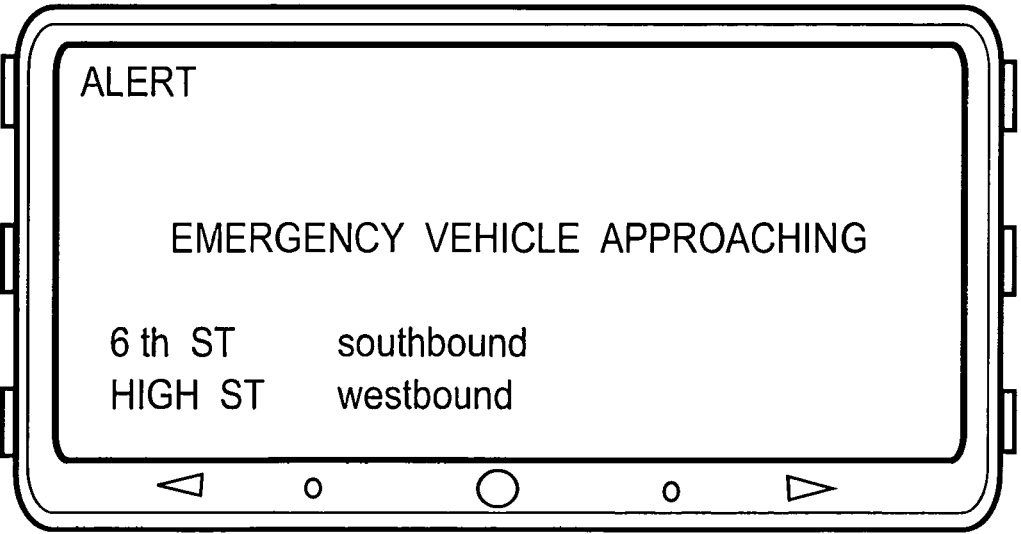 ALERT
EMERGENCY VEHICLE APPROACHING
6 th ST southbound
HIGH ST westbound